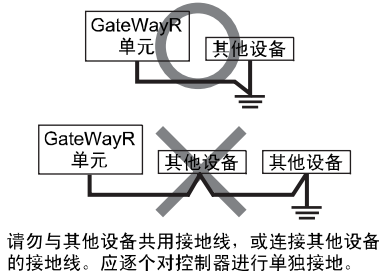 GateWayR
单元
其他设备
GateWayR
单元
其他设备
其他设备
请勿与其他设备共用接地线，或连接其他设备
的接地线。应逐个对控制器进行单独接地。